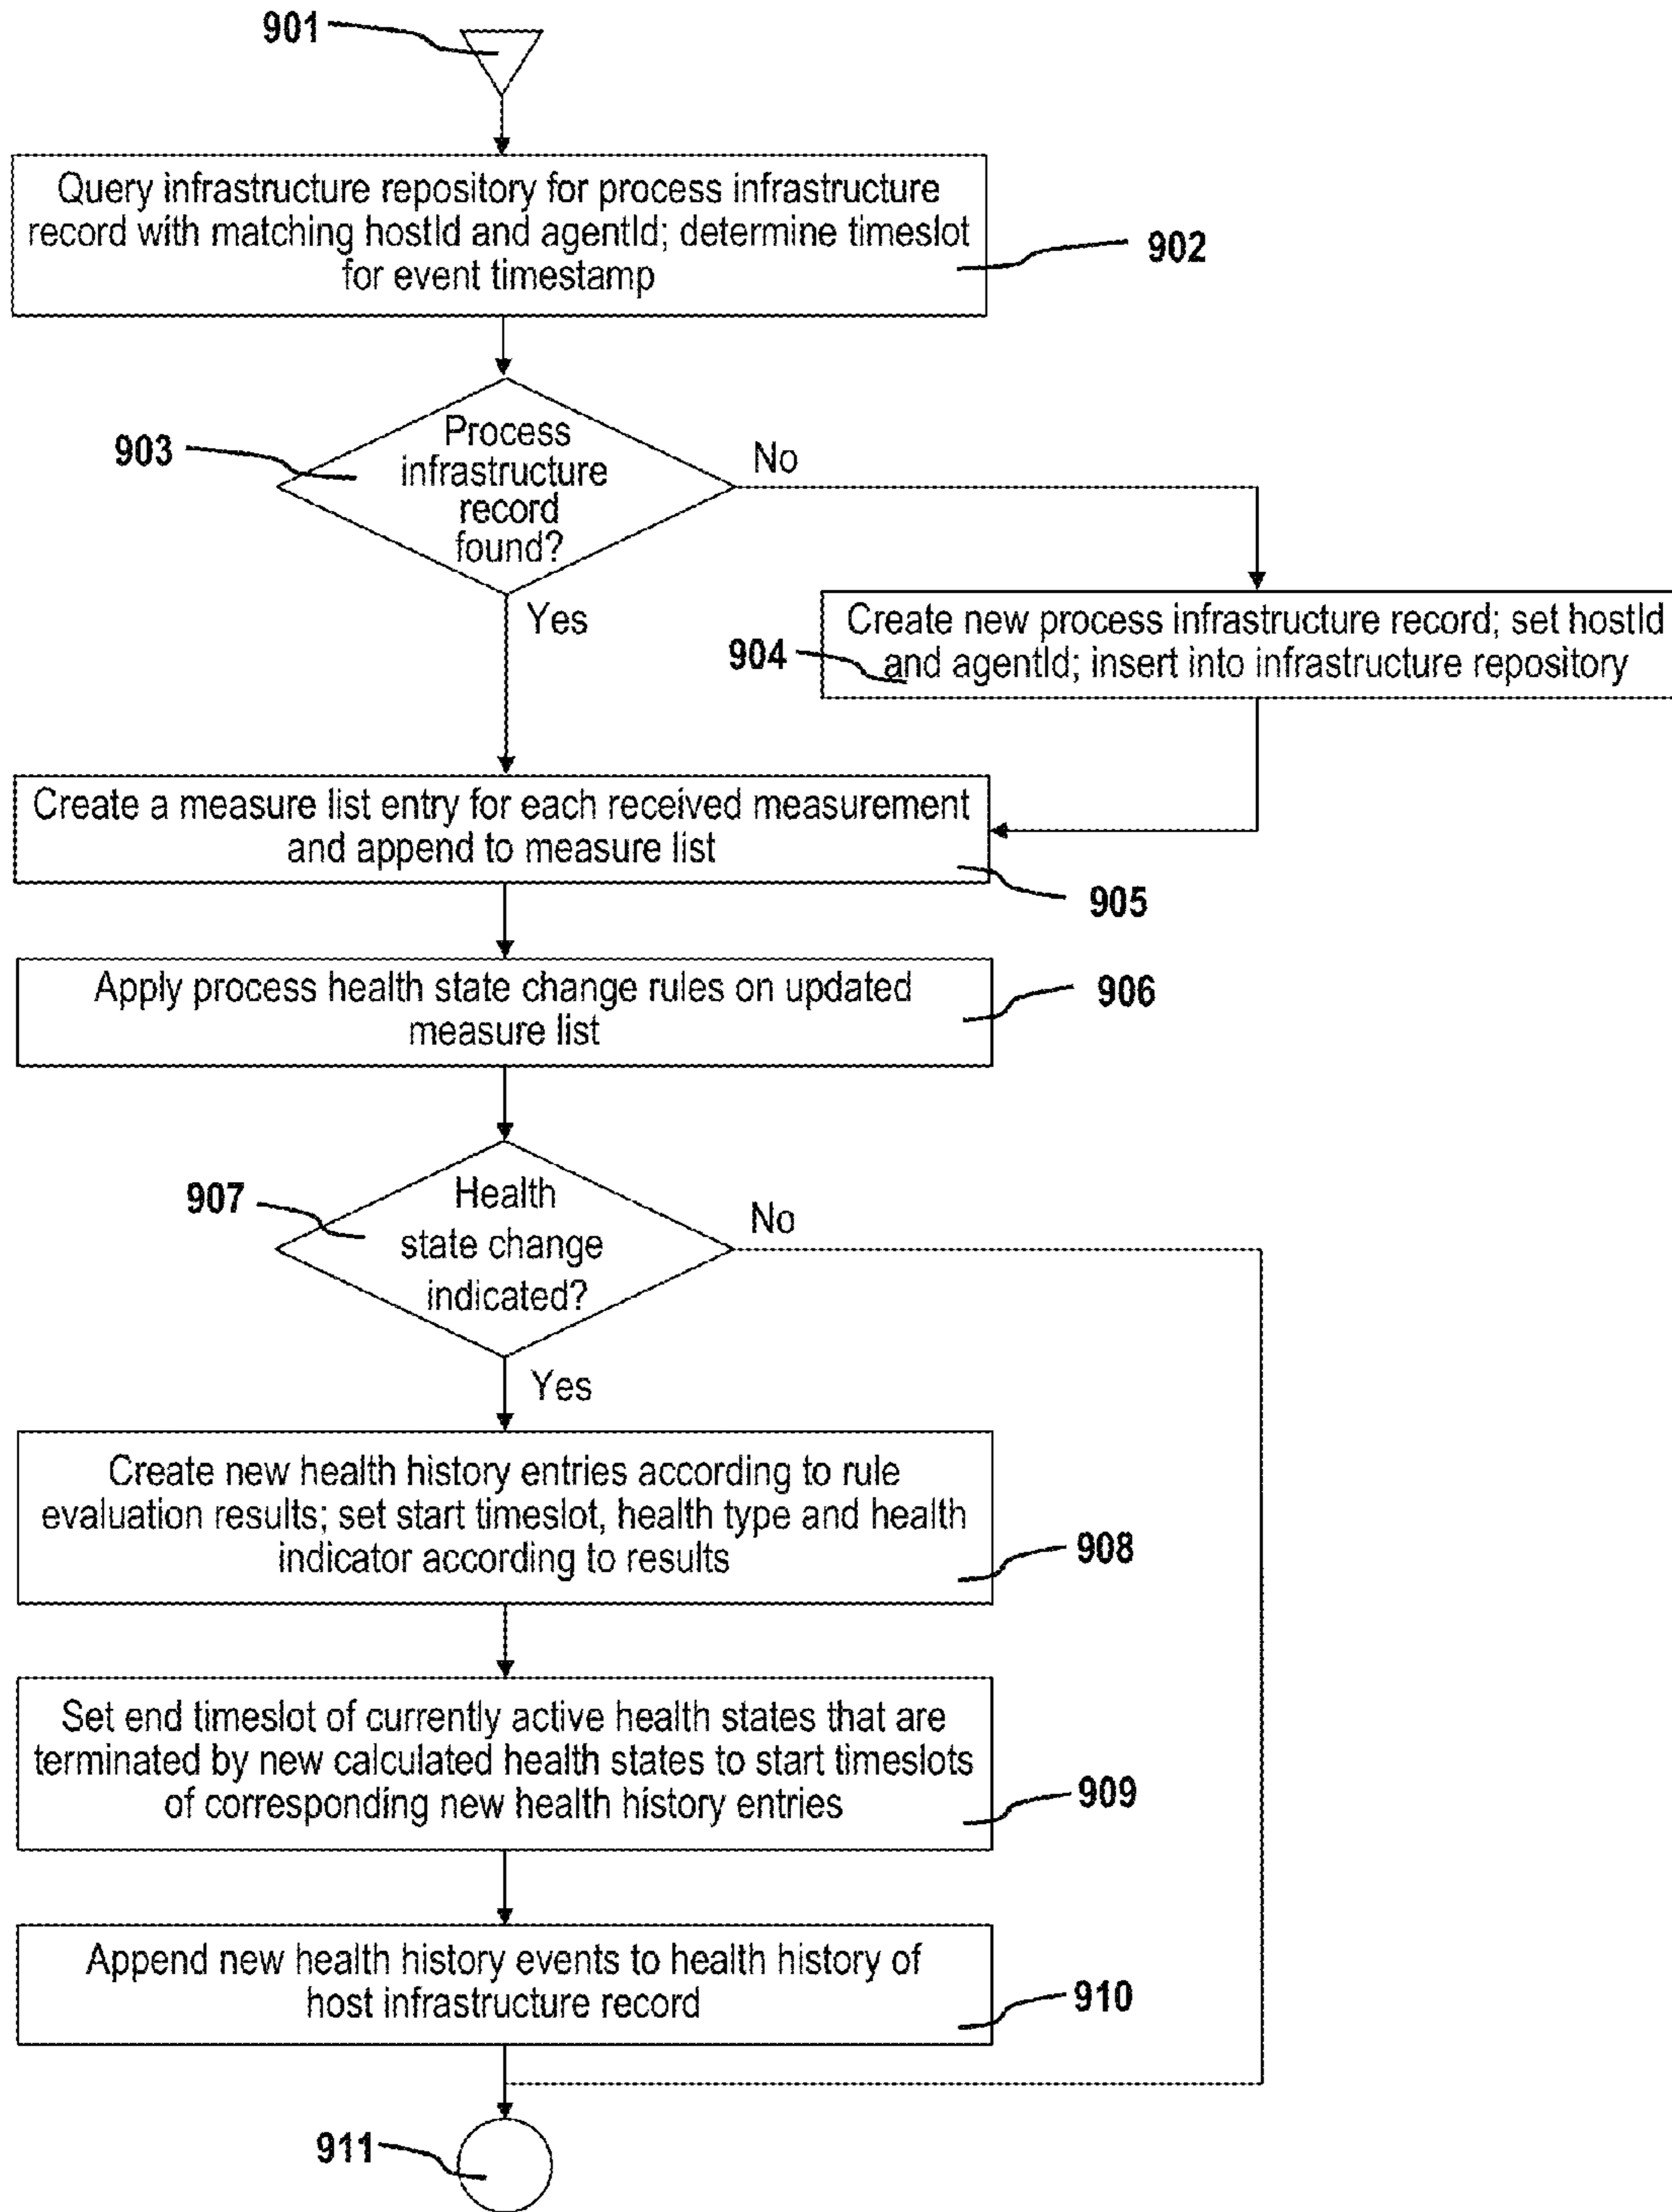 901
Query infrastructure repository for process infrastructure
record with matching hostId and agentId; determine timeslot
for event timestamp
902
903
Process
infrastructure
record
found?
No
Yes
Create new process infrastructure record; set hostId
and agentId; insert into infrastructure repository
904
Create a measure list entry for each received measurement
and append to measure list
905
Apply process health state change rules on updated
measure list
906
907
Health
state change
indicated?
No
Yes
Create new health history entries according to rule
evaluation results; set start timeslot, health type and health
indicator according to results
908
Set end timeslot of currently active health states that are
terminated by new calculated health states to start timeslots
of corresponding new health history entries
909
Append new health history events to health history of
host infrastructure record
910
911